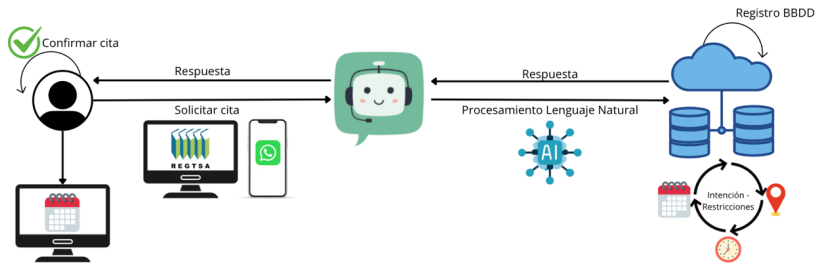 Registro BBDD
Confirmar cita
Respuesta
Respuesta
Solicitar cita
Procesamiento Lenguaje Natural
REGTSA
AI
Intención -
Restricciones